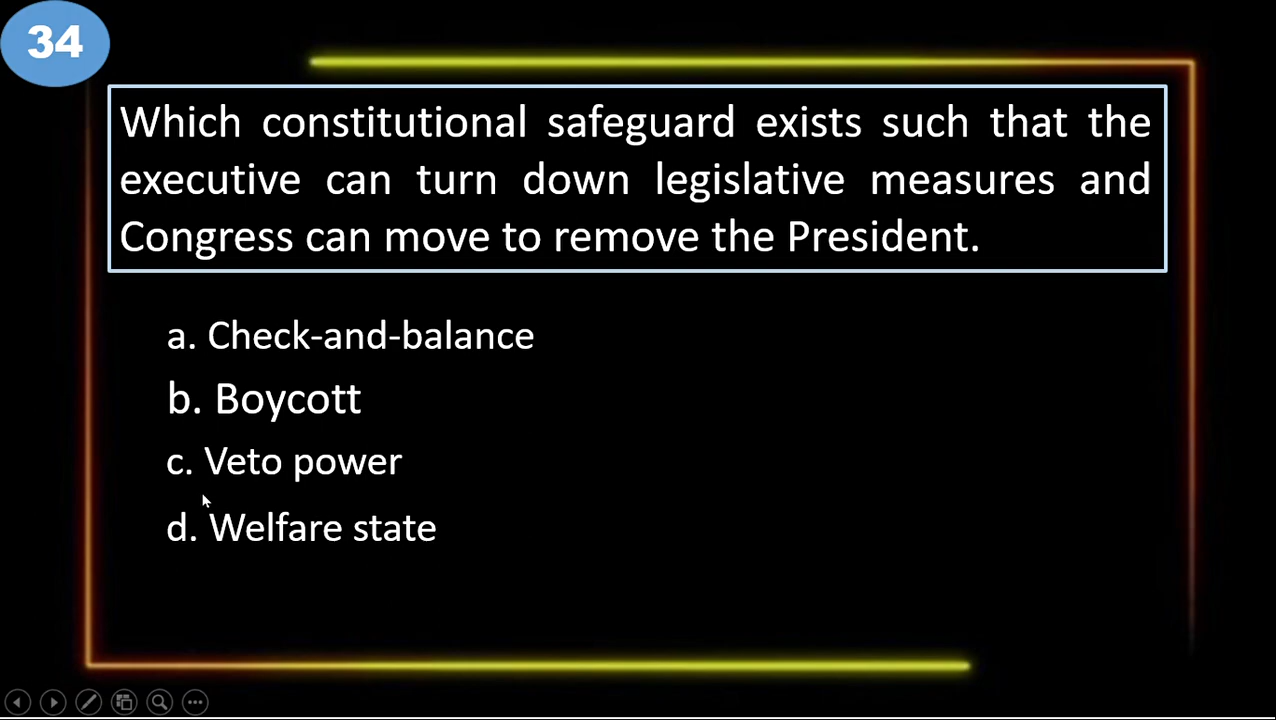 34
Which constitutional safeguard exists such that the
executive can turn down legislative measures and
Congress can move to remove the President.
a. Check-and-balance
b. Boycott
c. Veto power
d. Welfare state